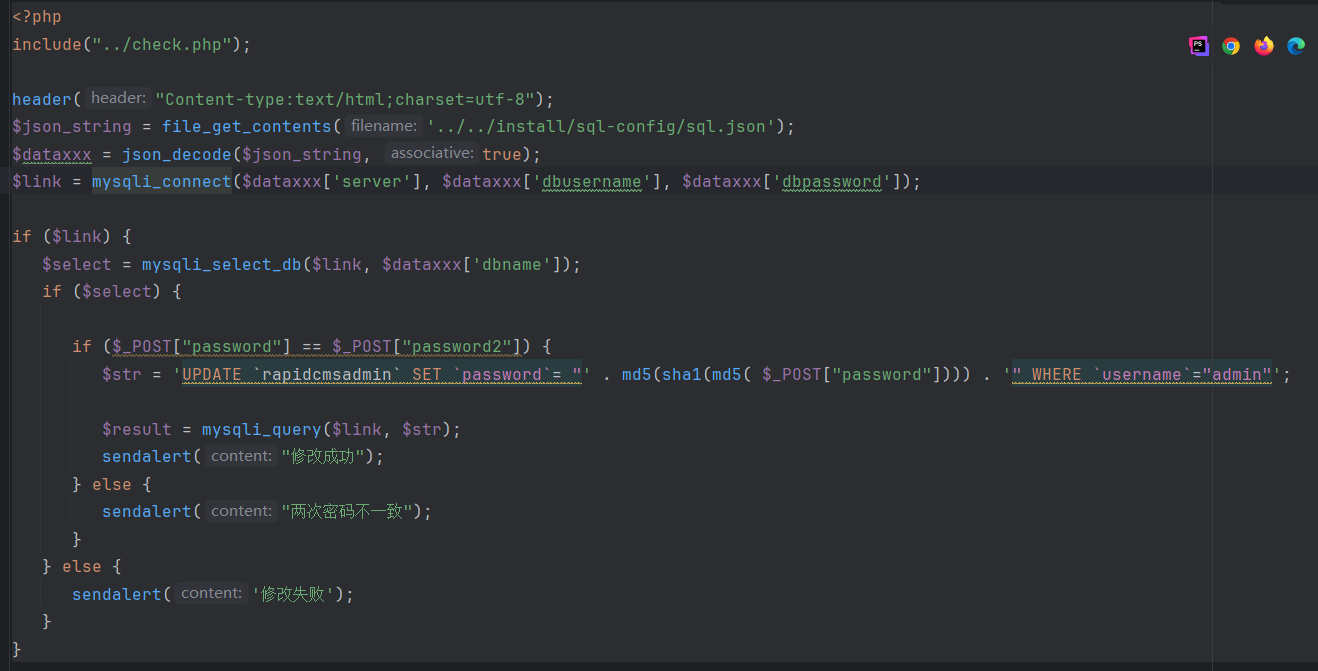 <?php
include("../check.php");
PS
header( header: "Content-type:text/html;charset=utf-8");
$json_string = file_get_contents( filename: '../../install/sql-config/sql.json');
$dataxxx = json_decode($json_string, associative: true);
$link = mysqli_connect($dataxxx['server'], $dataxxx['dbusername'], $dataxxx['dbpassword']);
if ($link) {
$select = mysqli_select_db($link, $dataxxx['dbname']);
if ($select) {
if ($_POST["password"] == $_POST["password2"]) {
$str = 'UPDATE `rapidcmsadmin` SET `password`= "' . md5(sha1(md5( $_POST["password"]))) . '" WHERE `username`="admin"';
$result = mysqli_query($link, $str);
sendalert( content: "修改成功");
} else {
sendalert( content: "两次密码不一致");
}
} else {
sendalert( content: '修改失败');
}
}